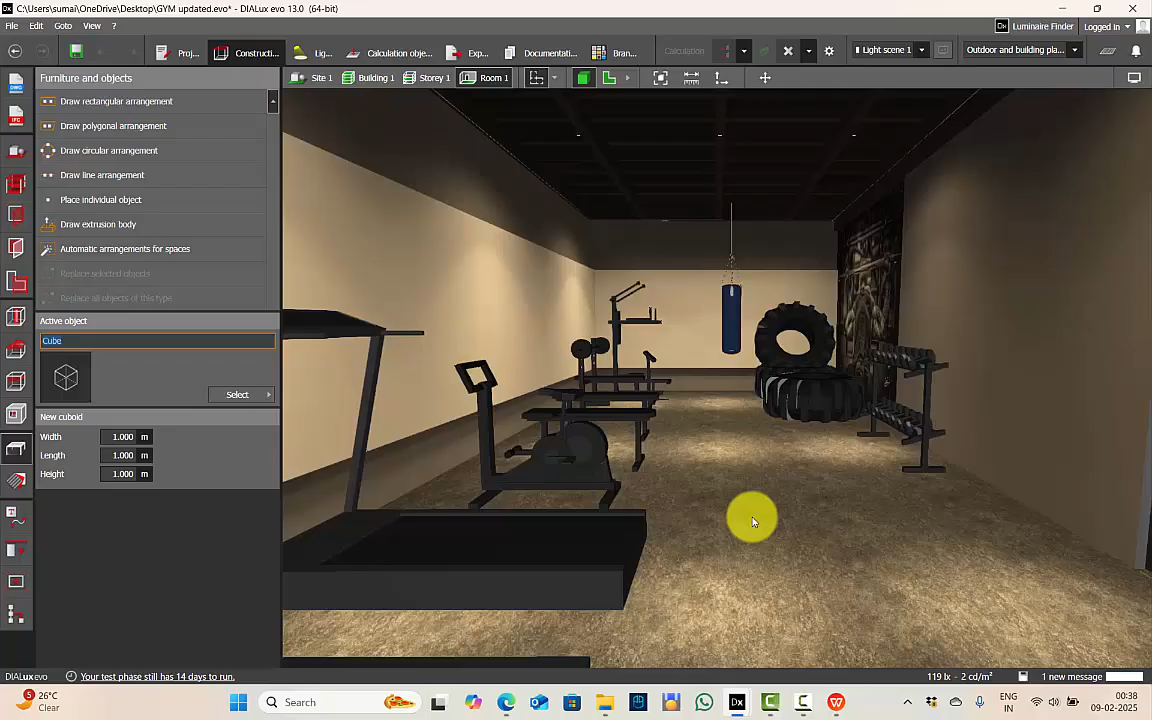 C:\Users\sumai\OneDrive\Desktop\GYM updated.evo* - DIALux evo 13.0 (64-bit)
File Edit Goto View ?
Dx Luminaire Finder Logged in
Proj... Constructi... Lig... Calculation objec... Exp... Documentati... Bran... Calculation Light scene 1 Outdoor and building pla...
Furniture and objects
Site 1 Building 1 Storey 1 Room 1
Draw rectangular arrangement
Draw polygonal arrangement
Draw circular arrangement
Draw line arrangement
Place individual object
Draw extrusion body
Automatic arrangements for spaces
Replace selected objects
Replace all objects of this type
Active object
Cube
Select
New cuboid
Width 1.000 m
Length 1.000 m
Height 1.000 m
DWG
IFC
DIALux evo Your test phase still has 14 days to run. 119 lx - 2 cd/m² 1 new message
5 26°C
Clear
Search
Dx
ENG
IN
00:38
09-02-2025